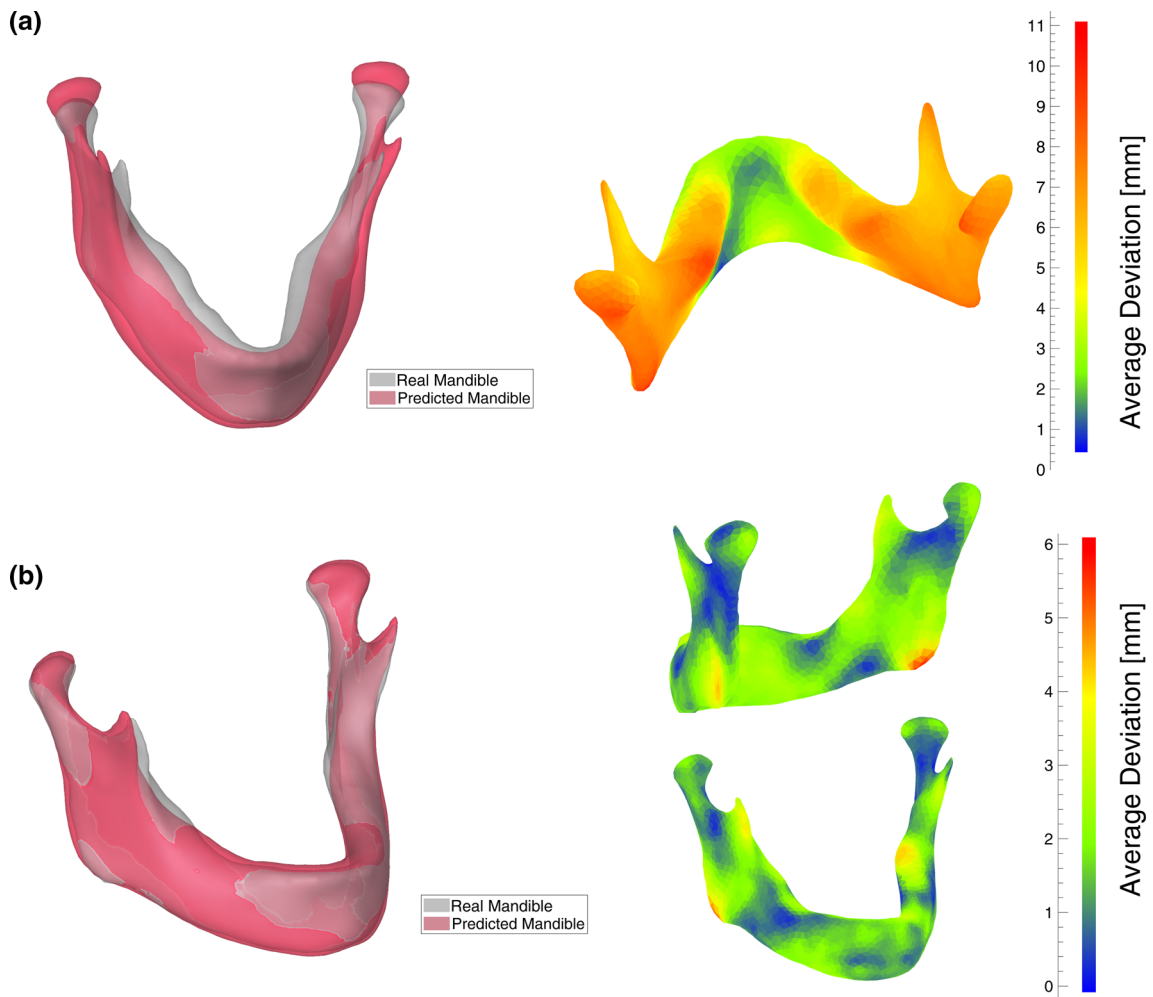 (a)
Real Mandible
Predicted Mandible
11
10
9
8
7
6
5
4
3
2
1
0
Average Deviation [mm]
(b)
Real Mandible
Predicted Mandible
6
5
4
3
2
1
0
Average Deviation [mm]